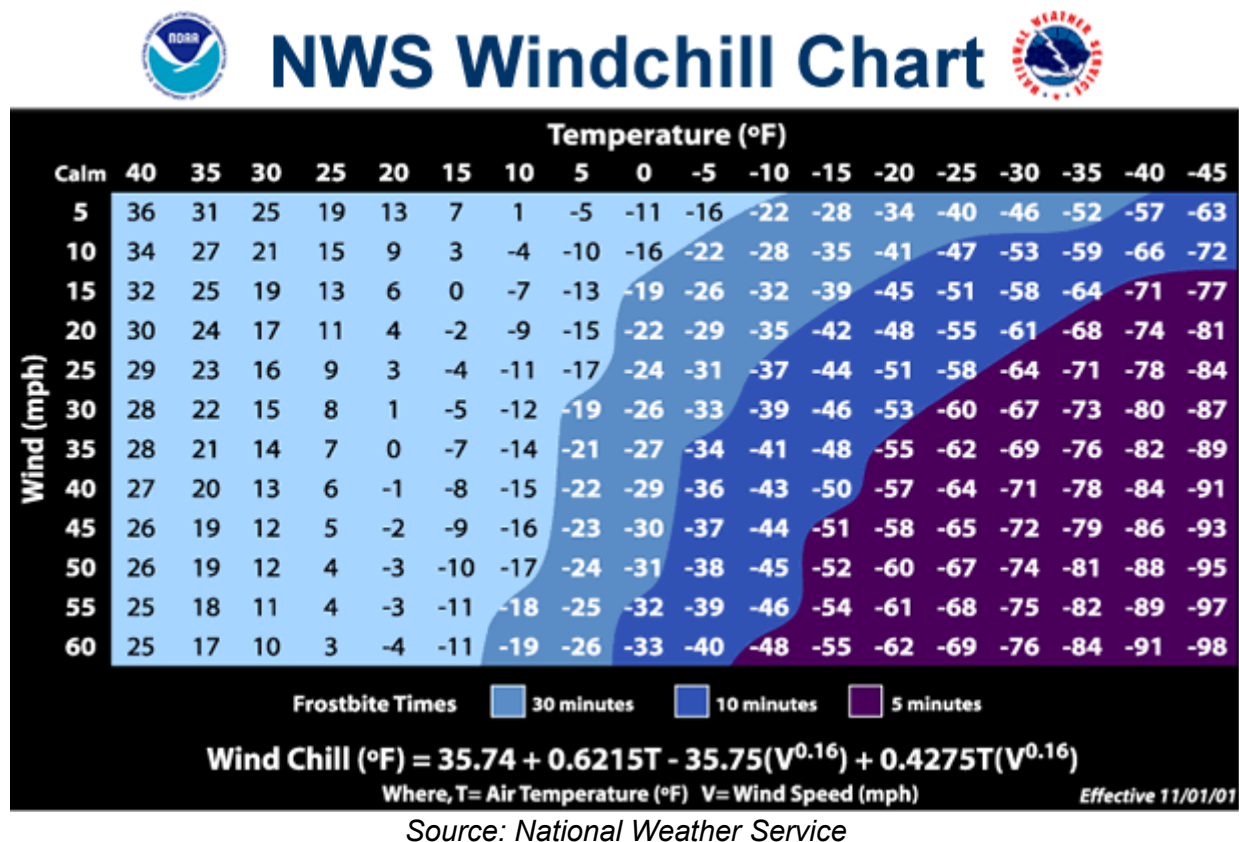 NOAA
NWS Windchill Chart
NATIONAL WEATHER SERVICE
Temperature (ºF)
Calm 40 35 30 25 20 15 10 5 0 -5 -10 -15 -20 -25 -30 -35 -40 -45
Wind (mph)
5 36 31 25 19 13 7 1 -5 -11 -16 -22 -28 -34 -40 -46 -52 -57 -63
10 34 27 21 15 9 3 -4 -10 -16 -22 -28 -35 -41 -47 -53 -59 -66 -72
15 32 25 19 13 6 0 -7 -13 -19 -26 -32 -39 -45 -51 -58 -64 -71 -77
20 30 24 17 11 4 -2 -9 -15 -22 -29 -35 -42 -48 -55 -61 -68 -74 -81
25 29 23 16 9 3 -4 -11 -17 -24 -31 -37 -44 -51 -58 -64 -71 -78 -84
30 28 22 15 8 1 -5 -12 -19 -26 -33 -39 -46 -53 -60 -67 -73 -80 -87
35 28 21 14 7 0 -7 -14 -21 -27 -34 -41 -48 -55 -62 -69 -76 -82 -89
40 27 20 13 6 -1 -8 -15 -22 -29 -36 -43 -50 -57 -64 -71 -78 -84 -91
45 26 19 12 5 -2 -9 -16 -23 -30 -37 -44 -51 -58 -65 -72 -79 -86 -93
50 26 19 12 4 -3 -10 -17 -24 -31 -38 -45 -52 -60 -67 -74 -81 -88 -95
55 25 18 11 4 -3 -11 -18 -25 -32 -39 -46 -54 -61 -68 -75 -82 -89 -97
60 25 17 10 3 -4 -11 -19 -26 -33 -40 -48 -55 -62 -69 -76 -84 -91 -98
Frostbite Times 30 minutes 10 minutes 5 minutes
Wind Chill (ºF) = 35.74 + 0.6215T - 35.75(V^0.16) + 0.4275T(V^0.16)
Where, T= Air Temperature (ºF) V= Wind Speed (mph)
Effective 11/01/01
Source: National Weather Service